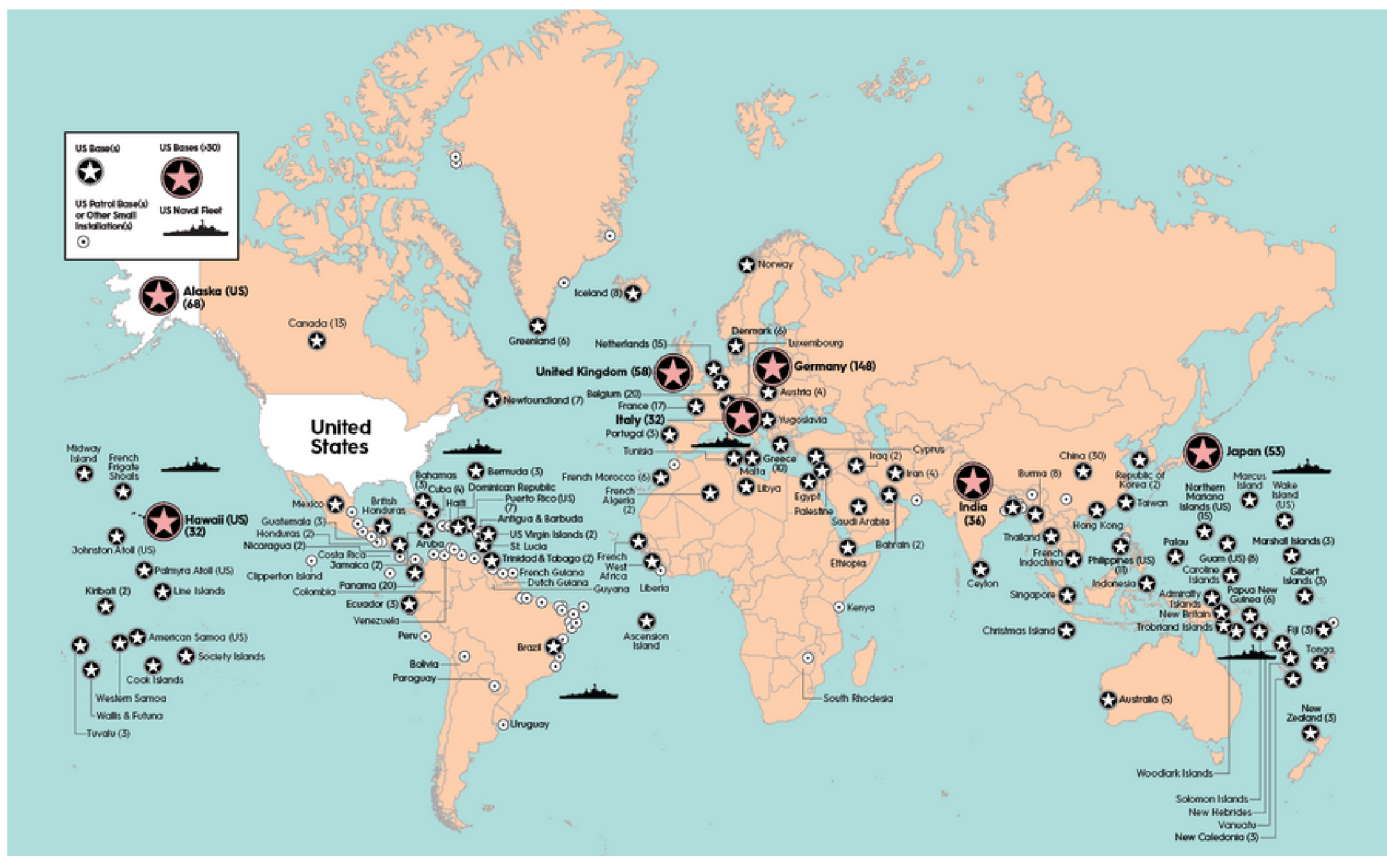 US Base(s)
US Bases (>30)
US Patrol Base(s)
or Other Small
Installation(s)
US Naval Fleet
Alaska (US)
(68)
Canada (13)
Iceland (8)
Greenland (6)
Newfoundland (7)
United
States
Norway
Denmark (6)
Luxembourg
Netherlands (15)
United Kingdom (58)
Germany (148)
Belgium (20)
Austria (4)
France (17)
Italy (32)
Yugoslavia
Portugal (3)
Tunisia
Malta
Greece
(10)
Cyprus
French Morocco (6)
Libya
French
Algeria
(2)
Egypt
Palestine
Iraq (2)
Iran (4)
Saudi Arabia
Bahrain (2)
Ethiopia
Kenya
South Rhodesia
French
West
Africa
Liberia
Ascension
Island
Midway
Island
French
Frigate
Shoals
Hawaii (US)
(32)
Johnston Atoll (US)
Palmyra Atoll (US)
Kiribati (2)
Line Islands
American Samoa (US)
Society Islands
Cook Islands
Western Samoa
Wallis & Futuna
Tuvalu (3)
Mexico
British
Honduras
Guatemala (3)
Honduras (2)
Nicaragua (2)
Costa Rica
Jamaica (2)
Clipperton Island
Panama (20)
Colombia
Ecuador (3)
Venezuela
Peru
Bolivia
Paraguay
Uruguay
Brazil
Bahamas
(3)
Cuba (4)
Haiti
Aruba
Bermuda (3)
Dominican Republic
Puerto Rico (US)
(7)
Antigua & Barbuda
US Virgin Islands (2)
St. Lucia
Trinidad & Tobago (2)
French Guiana
Dutch Guiana
Guyana
India
(36)
Ceylon
Burma (8)
China (30)
Republic of
Korea (2)
Japan (53)
Taiwan
Hong Kong
Thailand
French
Indochina
Philippines (US)
(11)
Singapore
Indonesia
Christmas Island
Northern
Mariana
Islands (US)
(15)
Marcus
Island
Wake
Island
(US)
Palau
Guam (US) (8)
Marshall Islands (3)
Caroline
Islands
Gilbert
Islands (3)
Admiralty
Islands
Papua New
Guinea (6)
New Britain
Trobriand Islands
Fiji (3)
Tonga
Australia (5)
New
Zealand (3)
Woodlark Islands
Solomon Islands
New Hebrides
Vanuatu
New Caledonia (3)